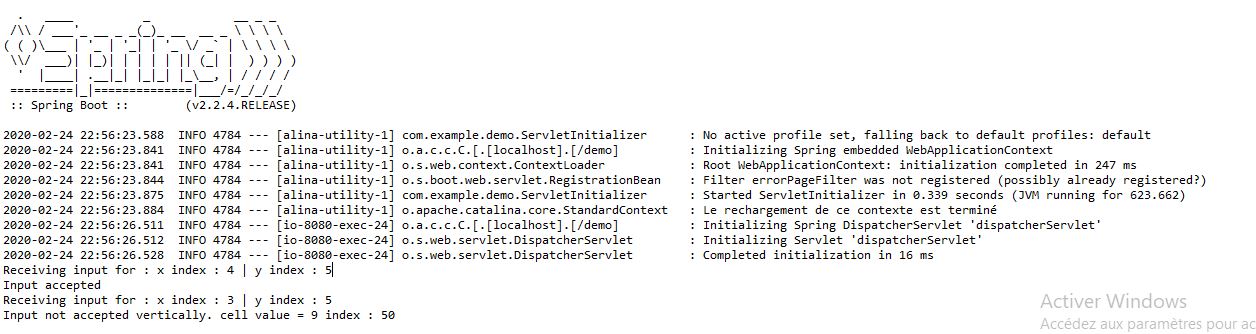 :: Spring Boot ::        (v2.2.4.RELEASE)
2020-02-24 22:56:23.588  INFO 4784 --- [alina-utility-1] com.example.demo.ServletInitializer      : No active profile set, falling back to default profiles: default
2020-02-24 22:56:23.841  INFO 4784 --- [alina-utility-1] o.a.c.c.C.[.[localhost].[/demo]          : Initializing Spring embedded WebApplicationContext
2020-02-24 22:56:23.841  INFO 4784 --- [alina-utility-1] o.s.web.context.ContextLoader            : Root WebApplicationContext: initialization completed in 247 ms
2020-02-24 22:56:23.844  INFO 4784 --- [alina-utility-1] o.s.boot.web.servlet.RegistrationBean    : Filter errorPageFilter was not registered (possibly already registered?)
2020-02-24 22:56:23.875  INFO 4784 --- [alina-utility-1] com.example.demo.ServletInitializer      : Started ServletInitializer in 0.339 seconds (JVM running for 623.662)
2020-02-24 22:56:23.884  INFO 4784 --- [alina-utility-1] o.apache.catalina.core.StandardContext   : Le rechargement de ce contexte est terminé
2020-02-24 22:56:26.511  INFO 4784 --- [io-8080-exec-24] o.a.c.c.C.[.[localhost].[/demo]          : Initializing Spring DispatcherServlet 'dispatcherServlet'
2020-02-24 22:56:26.512  INFO 4784 --- [io-8080-exec-24] o.s.web.servlet.DispatcherServlet        : Initializing Servlet 'dispatcherServlet'
2020-02-24 22:56:26.528  INFO 4784 --- [io-8080-exec-24] o.s.web.servlet.DispatcherServlet        : Completed initialization in 16 ms
Receiving input for : x index : 4 | y index : 5
Input accepted
Receiving input for : x index : 3 | y index : 5
Input not accepted vertically. cell value = 9 index : 50
Activer Windows
Accédez aux paramètres pour ac